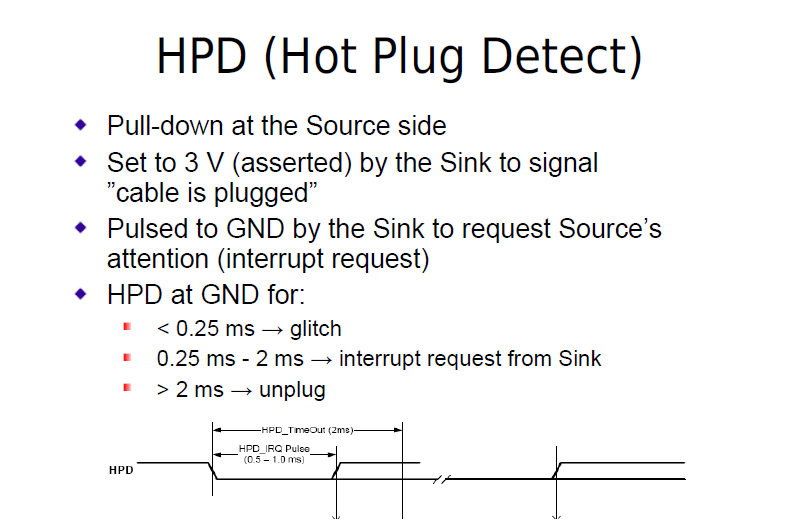 HPD (Hot Plug Detect)
Pull-down at the Source side
Set to 3 V (asserted) by the Sink to signal
”cable is plugged”
Pulsed to GND by the Sink to request Source’s
attention (interrupt request)
HPD at GND for:
< 0.25 ms → glitch
0.25 ms - 2 ms → interrupt request from Sink
> 2 ms → unplug
HPD_TimeOut (2ms)
HPD_IRQ Pulse
(0.5 – 1.0 ms)
HPD